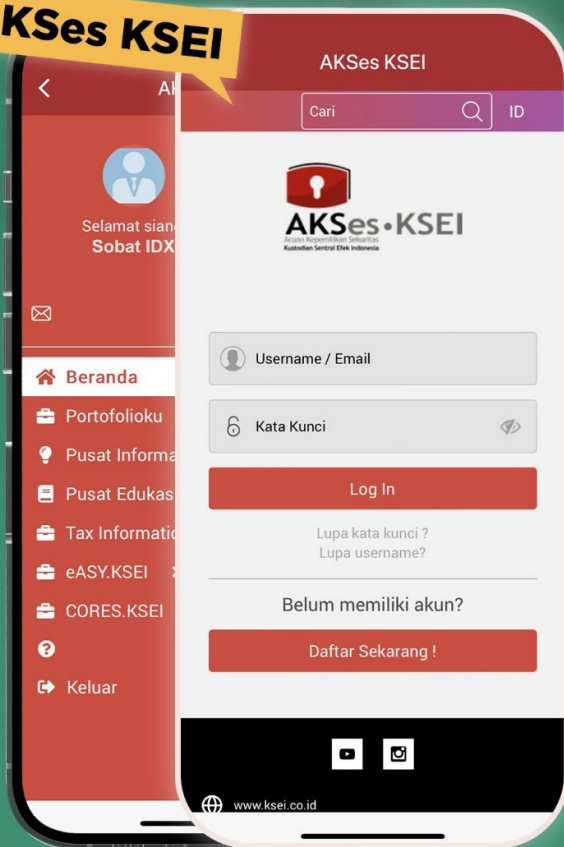 KSes KSEI
AKSes KSEI
Cari
ID
AKSes•KSEI
Acuan Kepemilikan Sekuritas
Kustodian Sentral Efek Indonesia
Username / Email
Kata Kunci
Log In
Lupa kata kunci ?
Lupa username?
Belum memiliki akun?
Daftar Sekarang !
www.ksei.co.id
Selamat sian
Sobat IDX
Beranda
Portofolioku
Pusat Informa
Pusat Edukas
Tax Informatio
eASY.KSEI
CORES.KSEI
Keluar